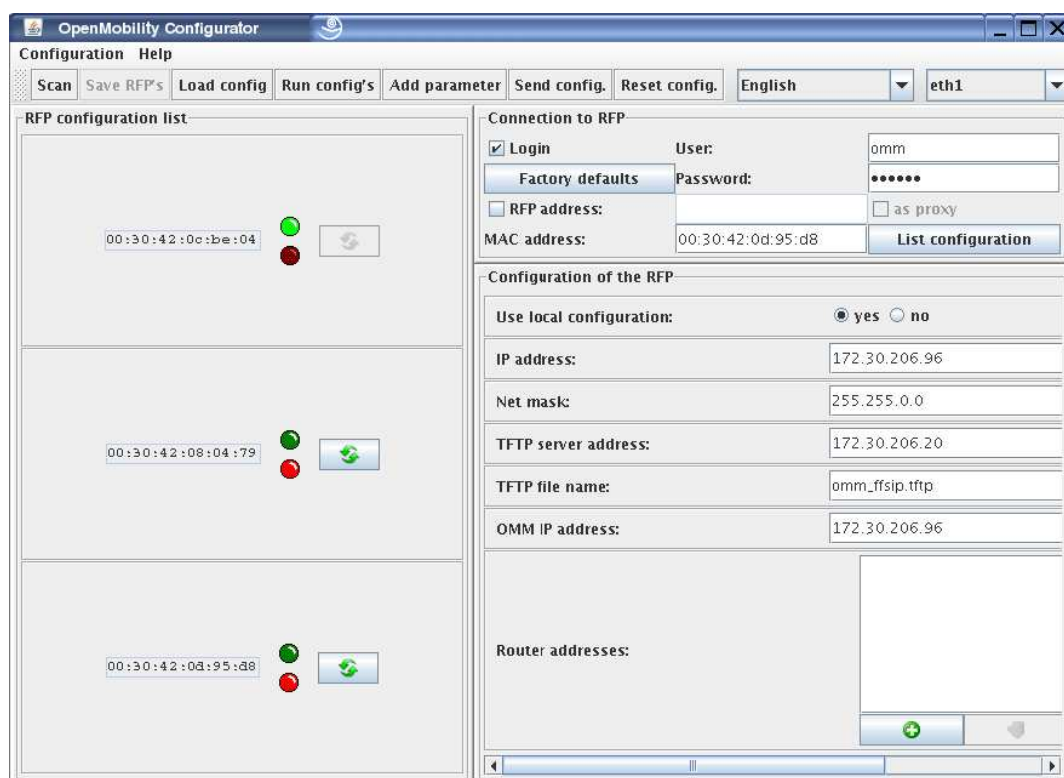 OpenMobility Configurator
Configuration Help
Scan Save RFP's Load config Run config's Add parameter Send config. Reset config. English eth1
RFP configuration list
00:30:42:0c:be:04
00:30:42:08:04:79
00:30:42:0d:95:d8
Connection to RFP
Login User: omm
Factory defaults Password: ••••••
RFP address: as proxy
MAC address: 00:30:42:0d:95:d8 List configuration
Configuration of the RFP
Use local configuration: yes no
IP address: 172.30.206.96
Net mask: 255.255.0.0
TFTP server address: 172.30.206.20
TFTP file name: omm_ffsip.tftp
OMM IP address: 172.30.206.96
Router addresses: